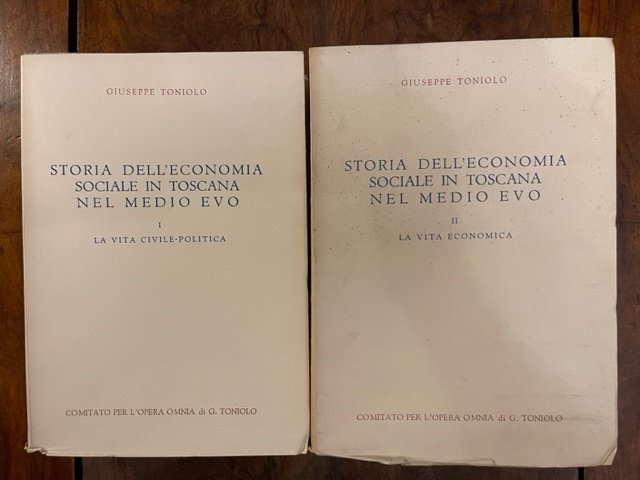 GIUSEPPE TONIOLO
STORIA DELL'ECONOMIA
SOCIALE IN TOSCANA
NEL MEDIO EVO
I
LA VITA CIVILE-POLITICA
COMITATO PER L'OPERA OMNIA di G. TONIOLO
GIUSEPPE TONIOLO
STORIA DELL'ECONOMIA
SOCIALE IN TOSCANA
NEL MEDIO EVO
II
LA VITA ECONOMICA
COMITATO PER L'OPERA OMNIA di G. TONIOLO